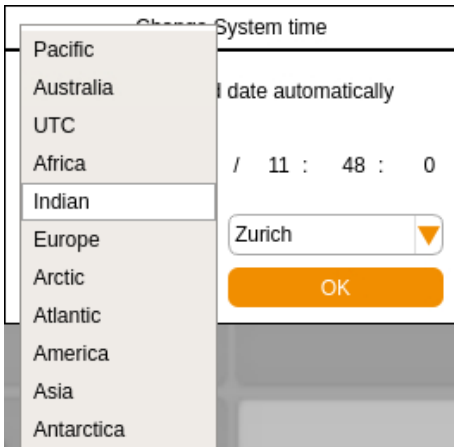 System time
Pacific
Australia
date automatically
UTC
Africa
/ 11 : 48 : 0
Indian
Zurich
Europe
Arctic
OK
Atlantic
America
Asia
Antarctica